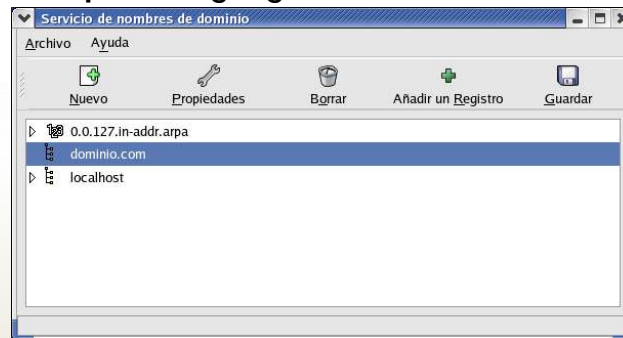 Servicio de nombres de dominio
Archivo Ayuda
Nuevo Propiedades Borrar Añadir un Registro Guardar
0.0.127.in-addr.arpa
dominio.com
localhost